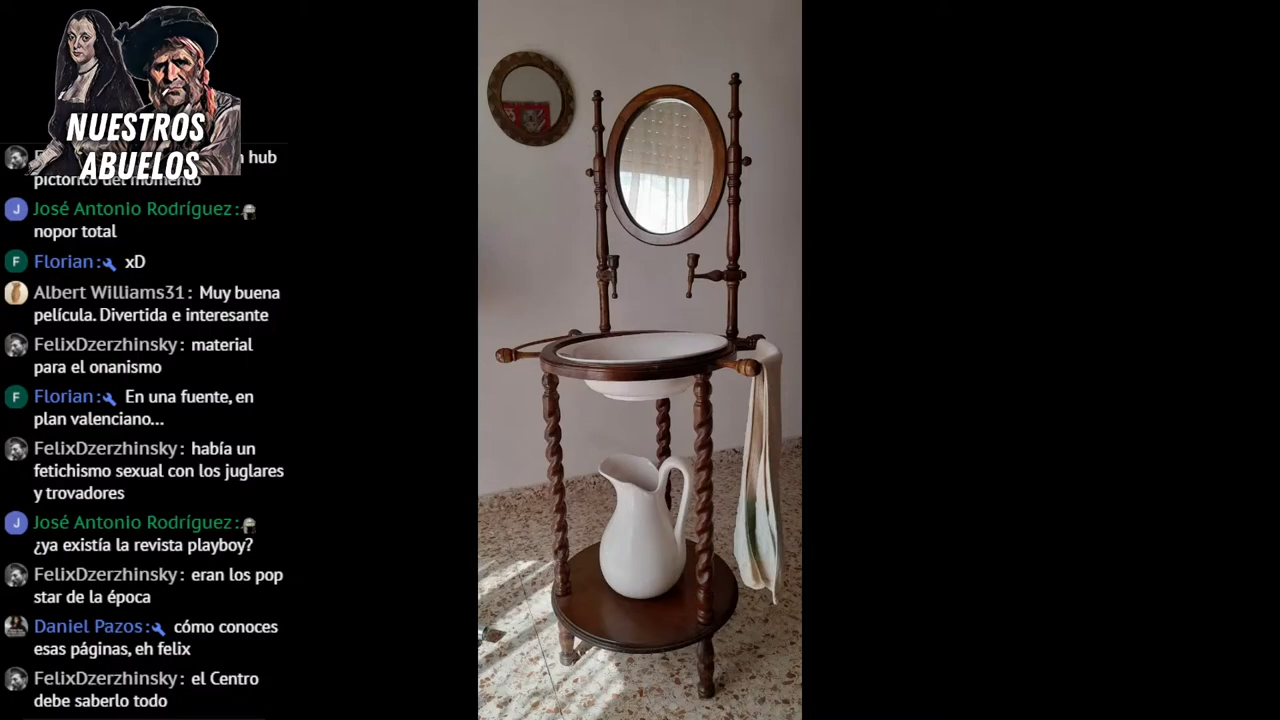 NUESTROS
ABUELOS
hub
pictórico del momento
José Antonio Rodríguez:
nopor total
Florian: xD
Albert Williams31: Muy buena
película. Divertida e interesante
FelixDzerzhinsky: material
para el onanismo
Florian: En una fuente, en
plan valenciano...
FelixDzerzhinsky: había un
fetichismo sexual con los juglares
y trovadores
José Antonio Rodríguez:
¿ya existía la revista playboy?
FelixDzerzhinsky: eran los pop
star de la época
Daniel Pazos: cómo conoces
esas páginas, eh felix
FelixDzerzhinsky: el Centro
debe saberlo todo